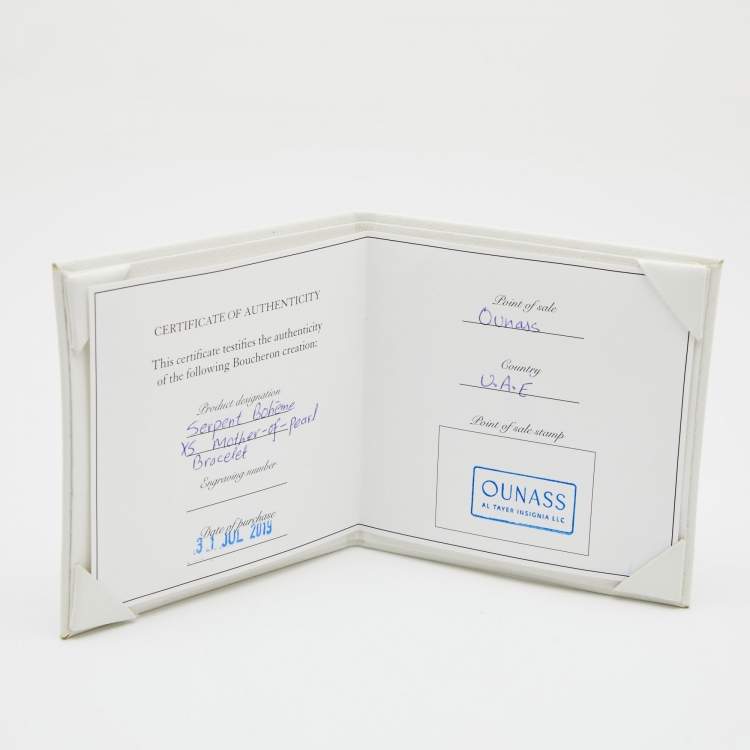 CERTIFICATE OF AUTHENTICITY
This certificate testifies the authenticity
of the following Boucheron creation:
Product designation
Serpent Bohème
XS Mother-of-Pearl
Bracelet
Engraving number
Date of purchase
31 JUL 2019
Point of sale
Ounass
Country
U.A.E
Point of sale stamp
OUNASS
AL TAYER INSIGNIA LLC